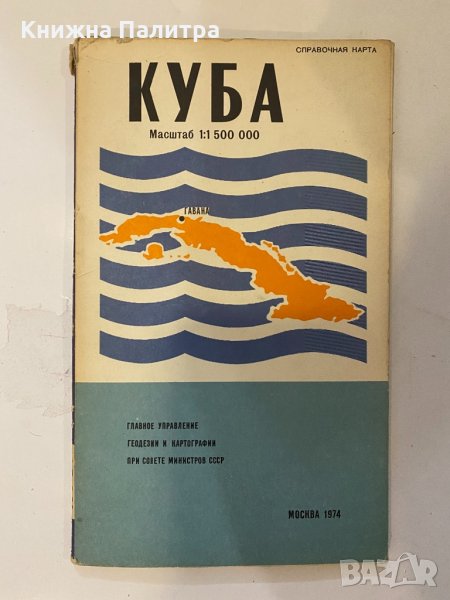 Книжна Палитра
СПРАВОЧНАЯ КАРТА
КУБА
Масштаб 1:1 500 000
ГАВАНА
ГЛАВНОЕ УПРАВЛЕНИЕ
ГЕОДЕЗИИ И КАРТОГРАФИИ
ПРИ СОВЕТЕ МИНИСТРОВ СССР
МОСКВА 1974
BAZAR